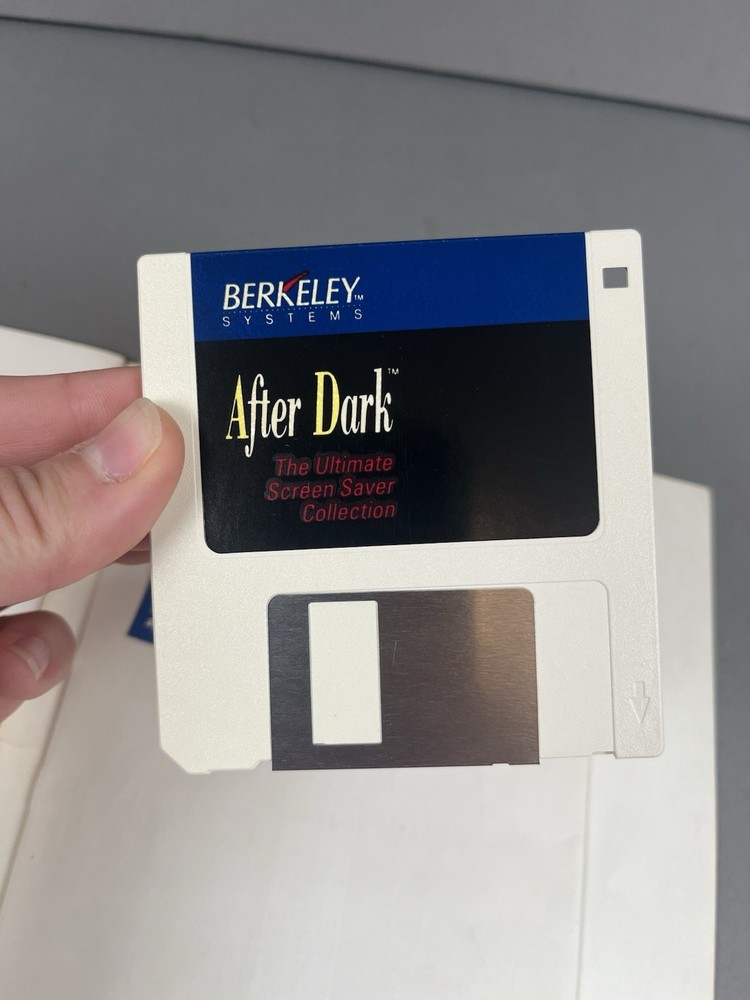 BERKELEY™
SYSTEMS
After Dark™
The Ultimate
Screen Saver
Collection